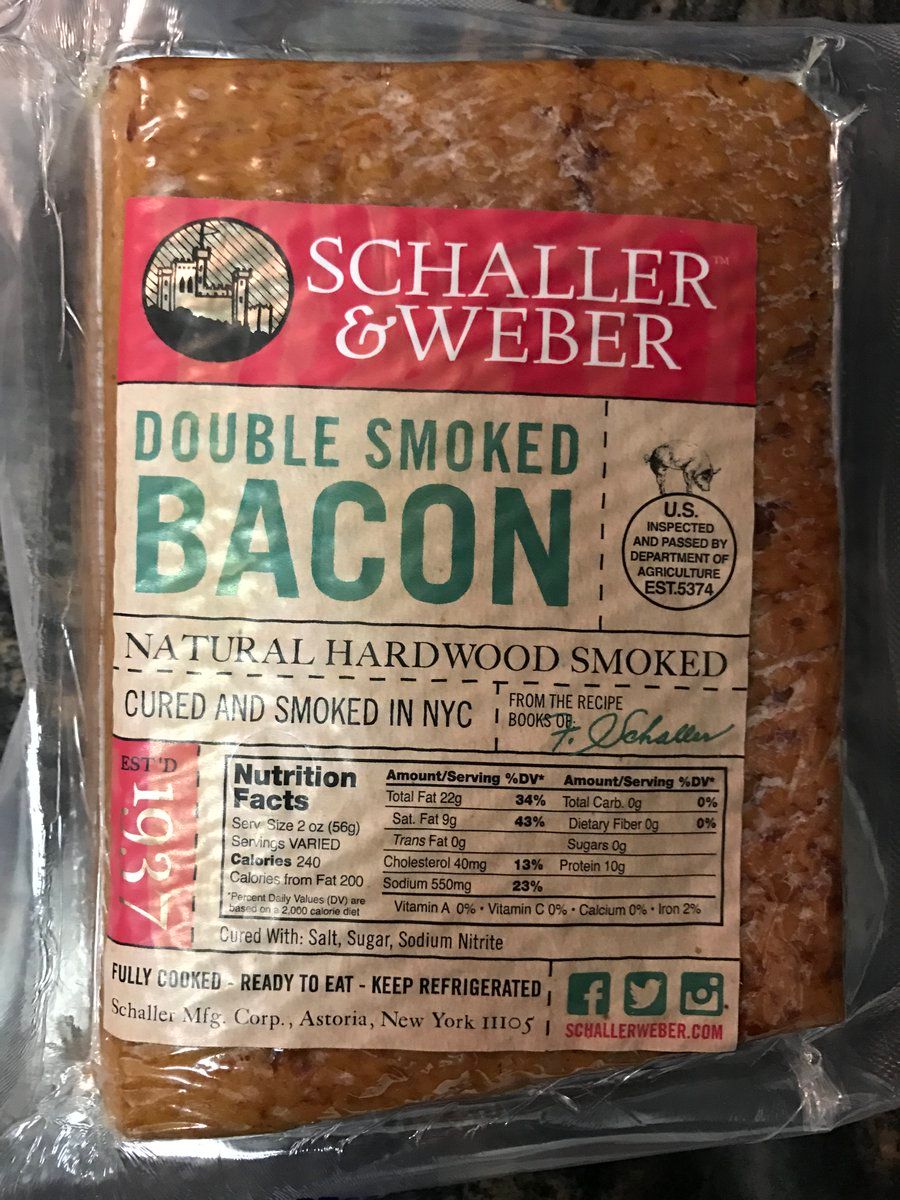 SCHALLER™
&WEBER
DOUBLE SMOKED
BACON
U.S.
INSPECTED
AND PASSED BY
DEPARTMENT OF
AGRICULTURE
EST.5374
NATURAL HARDWOOD SMOKED
CURED AND SMOKED IN NYC
FROM THE RECIPE
BOOKS OF:
F. Schaller
EST'D
1937
Nutrition
Facts
Serv Size 2 oz (56g)
Servings VARIED
Calories 240
Calories from Fat 200
*Percent Daily Values (DV) are
based on a 2,000 calorie diet
Amount/Serving %DV* Amount/Serving %DV*
Total Fat 22g 34% Total Carb. 0g 0%
Sat. Fat 9g 43% Dietary Fiber 0g 0%
Trans Fat 0g Sugars 0g
Cholesterol 40mg 13% Protein 10g
Sodium 550mg 23%
Vitamin A 0% • Vitamin C 0% • Calcium 0% • Iron 2%
Cured With: Salt, Sugar, Sodium Nitrite
FULLY COOKED - READY TO EAT - KEEP REFRIGERATED
Schaller Mfg. Corp., Astoria, New York 11105
SCHALLERWEBER.COM